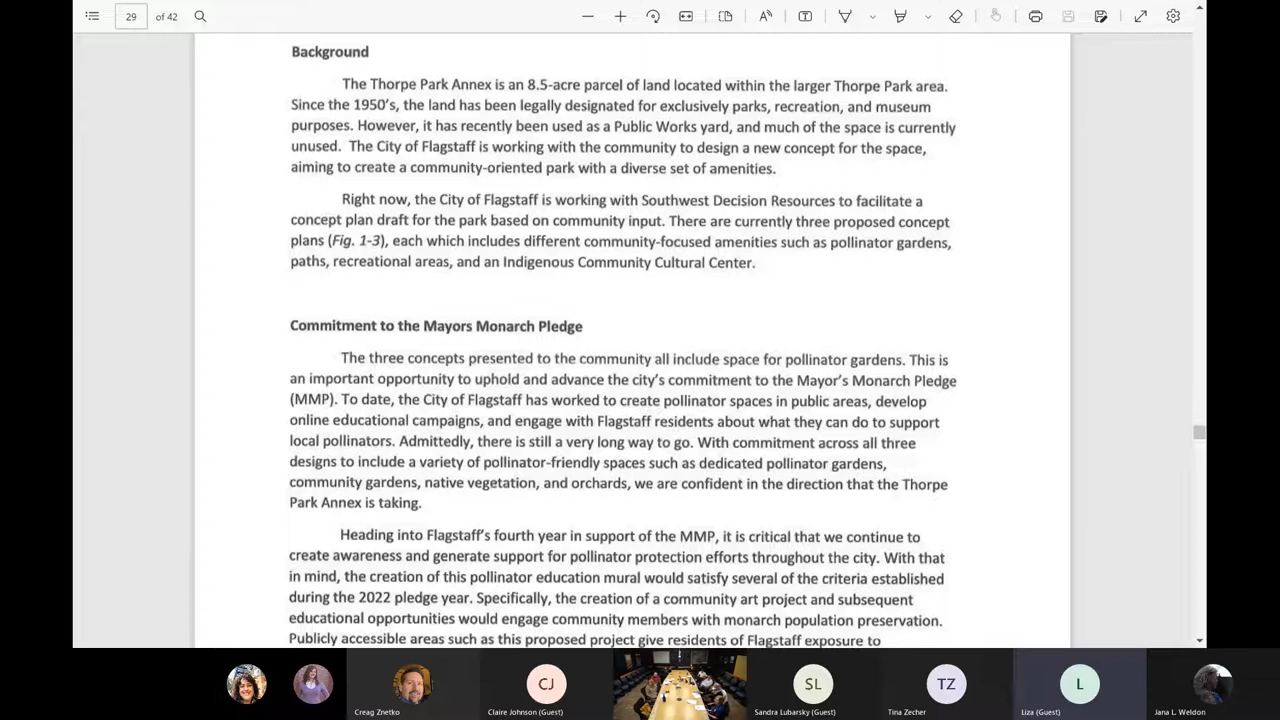 29 of 42
Background
The Thorpe Park Annex is an 8.5-acre parcel of land located within the larger Thorpe Park area.
Since the 1950's, the land has been legally designated for exclusively parks, recreation, and museum
purposes. However, it has recently been used as a Public Works yard, and much of the space is currently
unused. The City of Flagstaff is working with the community to design a new concept for the space,
aiming to create a community-oriented park with a diverse set of amenities.
Right now, the City of Flagstaff is working with Southwest Decision Resources to facilitate a
concept plan draft for the park based on community input. There are currently three proposed concept
plans (Fig. 1-3), each which includes different community-focused amenities such as pollinator gardens,
paths, recreational areas, and an Indigenous Community Cultural Center.
Commitment to the Mayors Monarch Pledge
The three concepts presented to the community all include space for pollinator gardens. This is
an important opportunity to uphold and advance the city's commitment to the Mayor's Monarch Pledge
(MMP). To date, the City of Flagstaff has worked to create pollinator spaces in public areas, develop
online educational campaigns, and engage with Flagstaff residents about what they can do to support
local pollinators. Admittedly, there is still a very long way to go. With commitment across all three
designs to include a variety of pollinator-friendly spaces such as dedicated pollinator gardens,
community gardens, native vegetation, and orchards, we are confident in the direction that the Thorpe
Park Annex is taking.
Heading into Flagstaff's fourth year in support of the MMP, it is critical that we continue to
create awareness and generate support for pollinator protection efforts throughout the city. With that
in mind, the creation of this pollinator education mural would satisfy several of the criteria established
during the 2022 pledge year. Specifically, the creation of a community art project and subsequent
educational opportunities would engage community members with monarch population preservation.
Publicly accessible areas such as this proposed project give residents of Flagstaff exposure to
CJ SL TZ L
Creag Znetko Claire Johnson (Guest) Sandra Lubarsky (Guest) Tina Zecher Liza (Guest) Jana L. Weldon